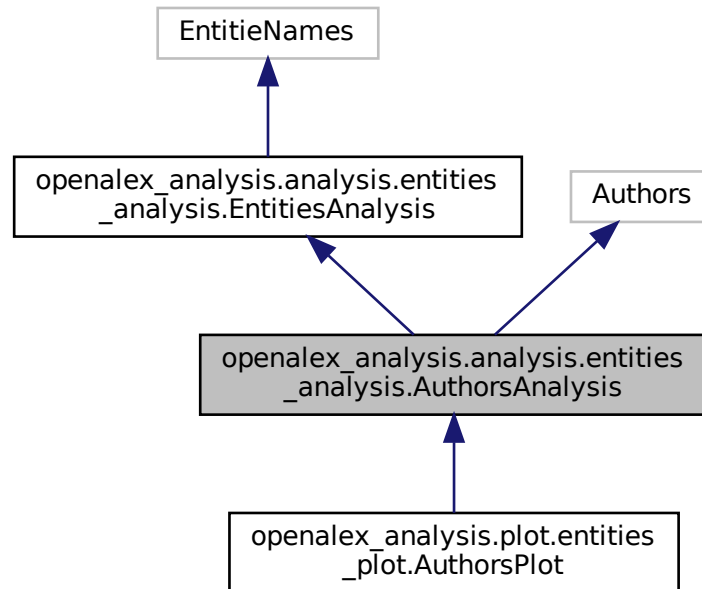 EntitieNames
openalex_analysis.analysis.entities
_analysis.EntitiesAnalysis
Authors
openalex_analysis.analysis.entities
_analysis.AuthorsAnalysis
openalex_analysis.plot.entities
_plot.AuthorsPlot